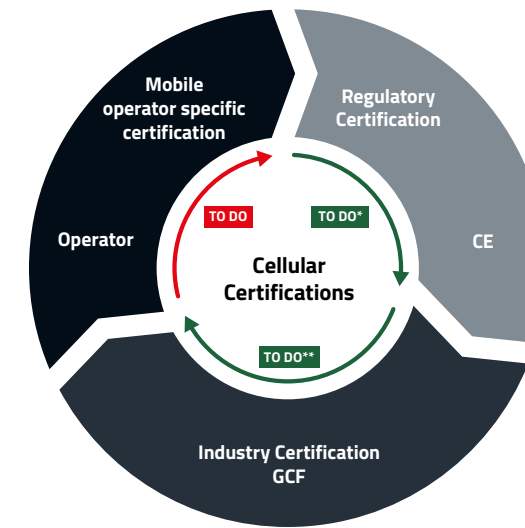 Mobile
operator specific
certification
Regulatory
Certification
TO DO
TO DO*
Operator
CE
Cellular
Certifications
TO DO**
Industry Certification
GCF